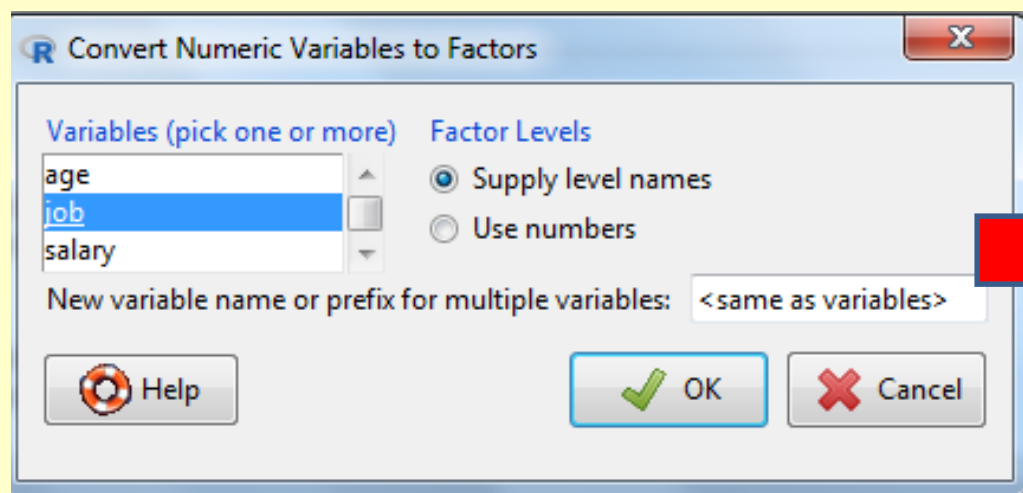 R Convert Numeric Variables to Factors
Variables (pick one or more) Factor Levels
age
Supply level names
job
Use numbers
salary
New variable name or prefix for multiple variables: <same as variables>
Help OK Cancel